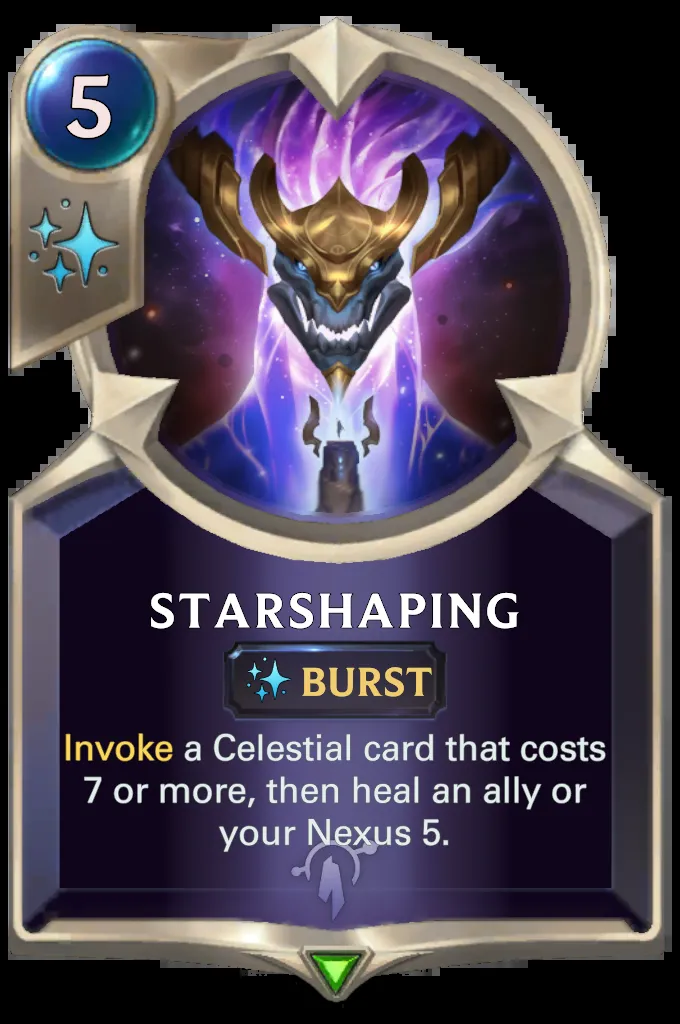 5
STARSHAPING
BURST
Invoke a Celestial card that costs
7 or more, then heal an ally or
your Nexus 5.